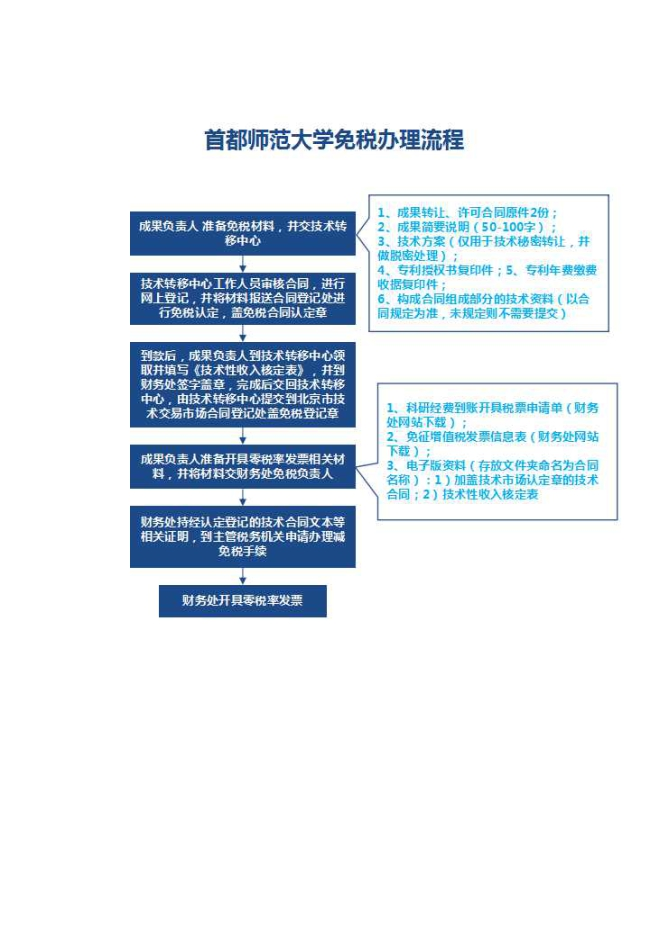 首都师范大学免税办理流程
成果负责人 准备免税材料，并交技术转
移中心
1、成果转让、许可合同原件2份；
2、成果简要说明（50-100字）；
3、技术方案（仅用于技术秘密转让，并
做脱密处理）；
4、专利授权书复印件；5、专利年费缴费
收据复印件；
6、构成合同组成部分的技术资料（以合
同规定为准，未规定则不需要提交）
技术转移中心工作人员审核合同，进行
网上登记，并将材料报送合同登记处进
行免税认定，盖免税合同认定章
到款后，成果负责人到技术转移中心领
取并填写《技术性收入核定表》，并到
财务处签字盖章，完成后交回技术转移
中心，由技术转移中心提交到北京市技
术交易市场合同登记处盖免税登记章
成果负责人准备开具零税率发票相关材
料，并将材料交财务处免税负责人
1、科研经费到账开具税票申请单（财务
处网站下载）；
2、免征增值税发票信息表（财务处网站
下载）；
3、电子版资料（存放文件夹命名为合同
名称）：1）加盖技术市场认定章的技术
合同；2）技术性收入核定表
财务处持经认定登记的技术合同文本等
相关证明，到主管税务机关申请办理减
免税手续
财务处开具零税率发票